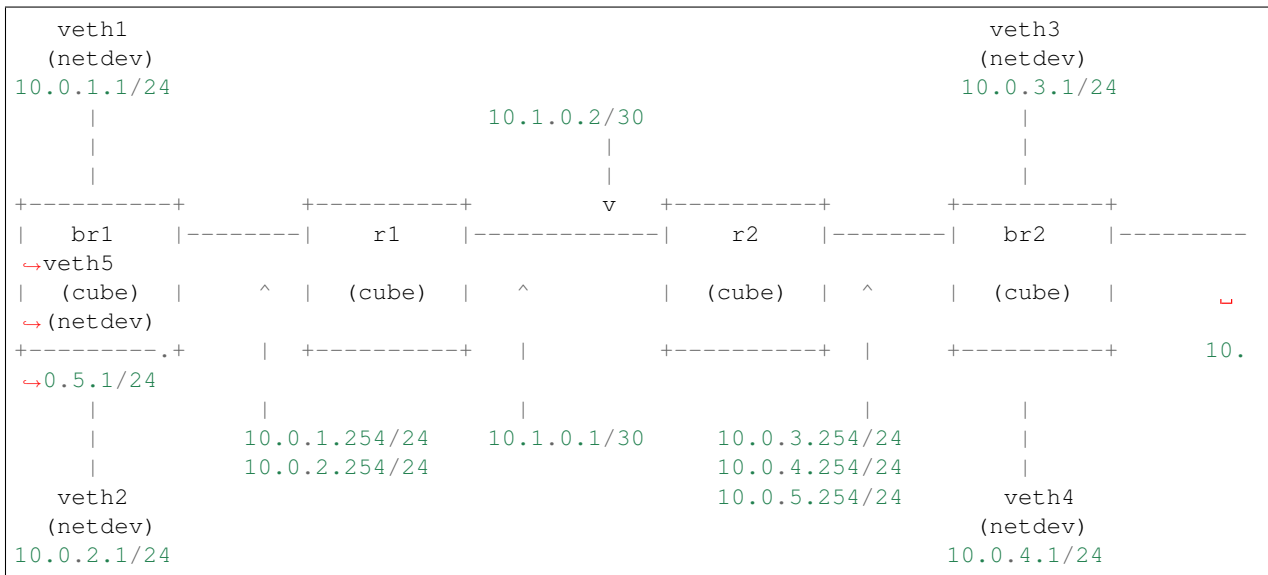 veth1                                                                   veth3
  (netdev)                                                                (netdev)
10.0.1.1/24                                                             10.0.3.1/24
     |                              10.1.0.2/30                              |
     |                                   |                                   |
     |                                   |                                   |
+----------+         +----------+        v   +----------+         +----------+
|   br1    |--------|    r1    |-------------|    r2    |--------|   br2    |---------
↪veth5
|  (cube)  |     ^  |  (cube)  |   ^         |  (cube)  |  ^     |  (cube)  |       ␣
↪(netdev)
+---------.+     |  +----------+   |         +----------+  |     +----------+      10.
↪0.5.1/24
     |           |                 |                       |          |
     |          10.0.1.254/24    10.1.0.1/30     10.0.3.254/24       |
     |          10.0.2.254/24                    10.0.4.254/24       |
   veth2                                         10.0.5.254/24      veth4
  (netdev)                                                         (netdev)
10.0.2.1/24                                                      10.0.4.1/24